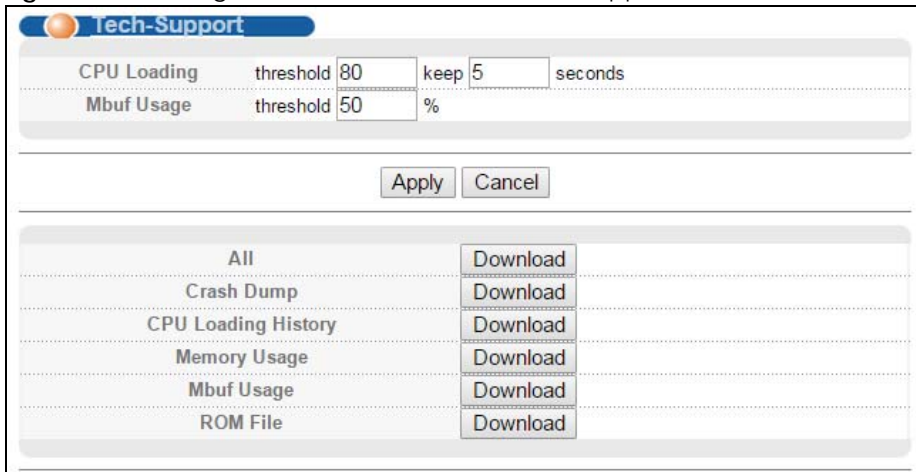 Tech-Support
CPU Loading threshold 80 keep 5 seconds
Mbuf Usage threshold 50 %
Apply Cancel
All Download
Crash Dump Download
CPU Loading History Download
Memory Usage Download
Mbuf Usage Download
ROM File Download